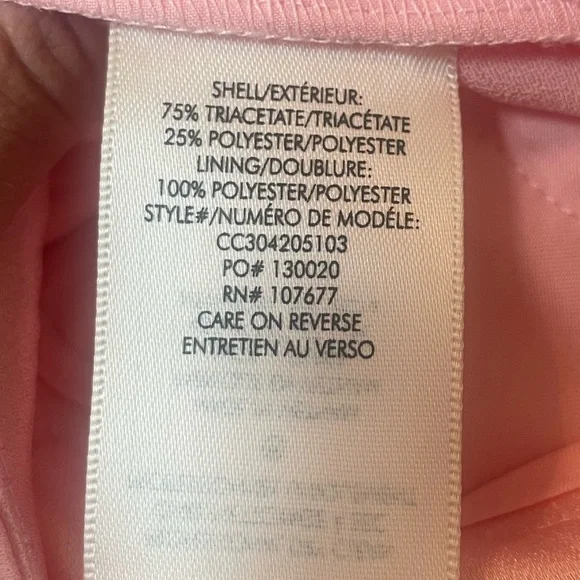 SHELL/EXTÉRIEUR:
75% TRIACETATE/TRIACÉTATE
25% POLYESTER/POLYESTER
LINING/DOUBLURE:
100% POLYESTER/POLYESTER
STYLE#/NUMÉRO DE MODÉLE:
CC304205103
PO# 130020
RN# 107677
CARE ON REVERSE
ENTRETIEN AU VERSO